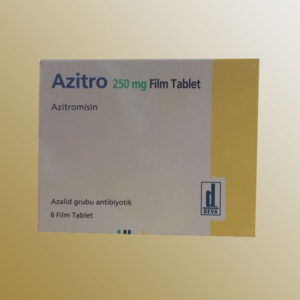 Azitro 250 mg Film Tablet
Azitromisin
Azalid grubu antibiyotik
6 Film Tablet
d
DEVA